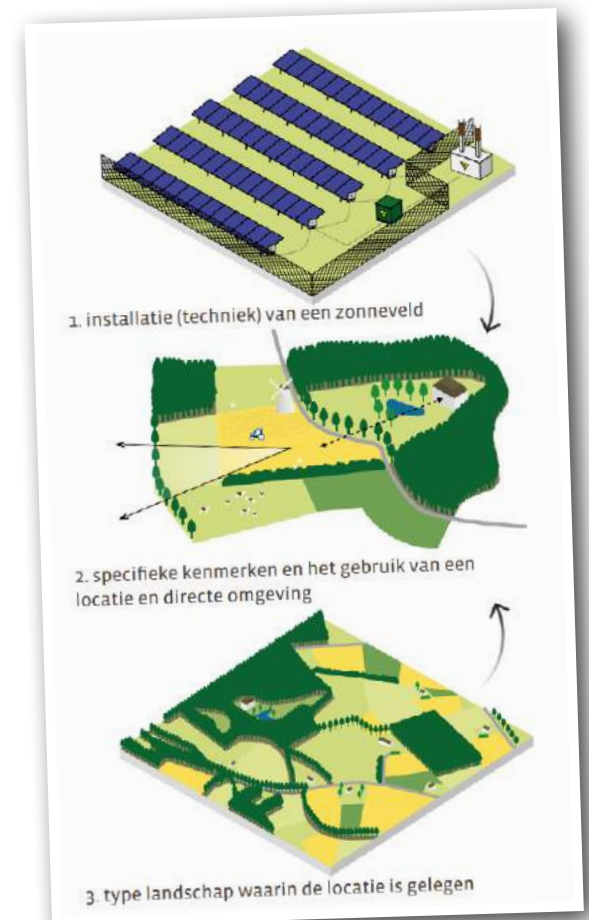 1. installatie (techniek) van een zonneveld
2. specifieke kenmerken en het gebruik van een
locatie en directe omgeving
3. type landschap waarin de locatie is gelegen